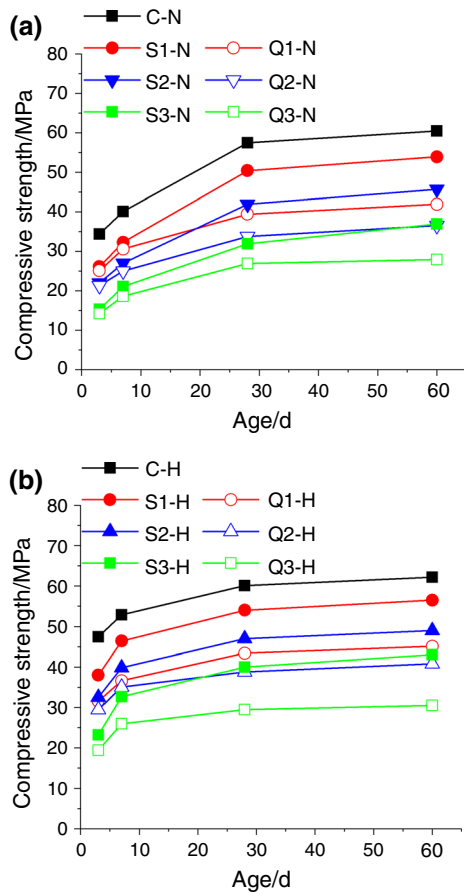 (a)
C-N
S1-N Q1-N
S2-N Q2-N
S3-N Q3-N
Compressive strength/MPa
80
70
60
50
40
30
20
10
0
0 10 20 30 40 50 60
Age/d
(b)
C-H
S1-H Q1-H
S2-H Q2-H
S3-H Q3-H
Compressive strength/MPa
80
70
60
50
40
30
20
10
0
0 10 20 30 40 50 60
Age/d